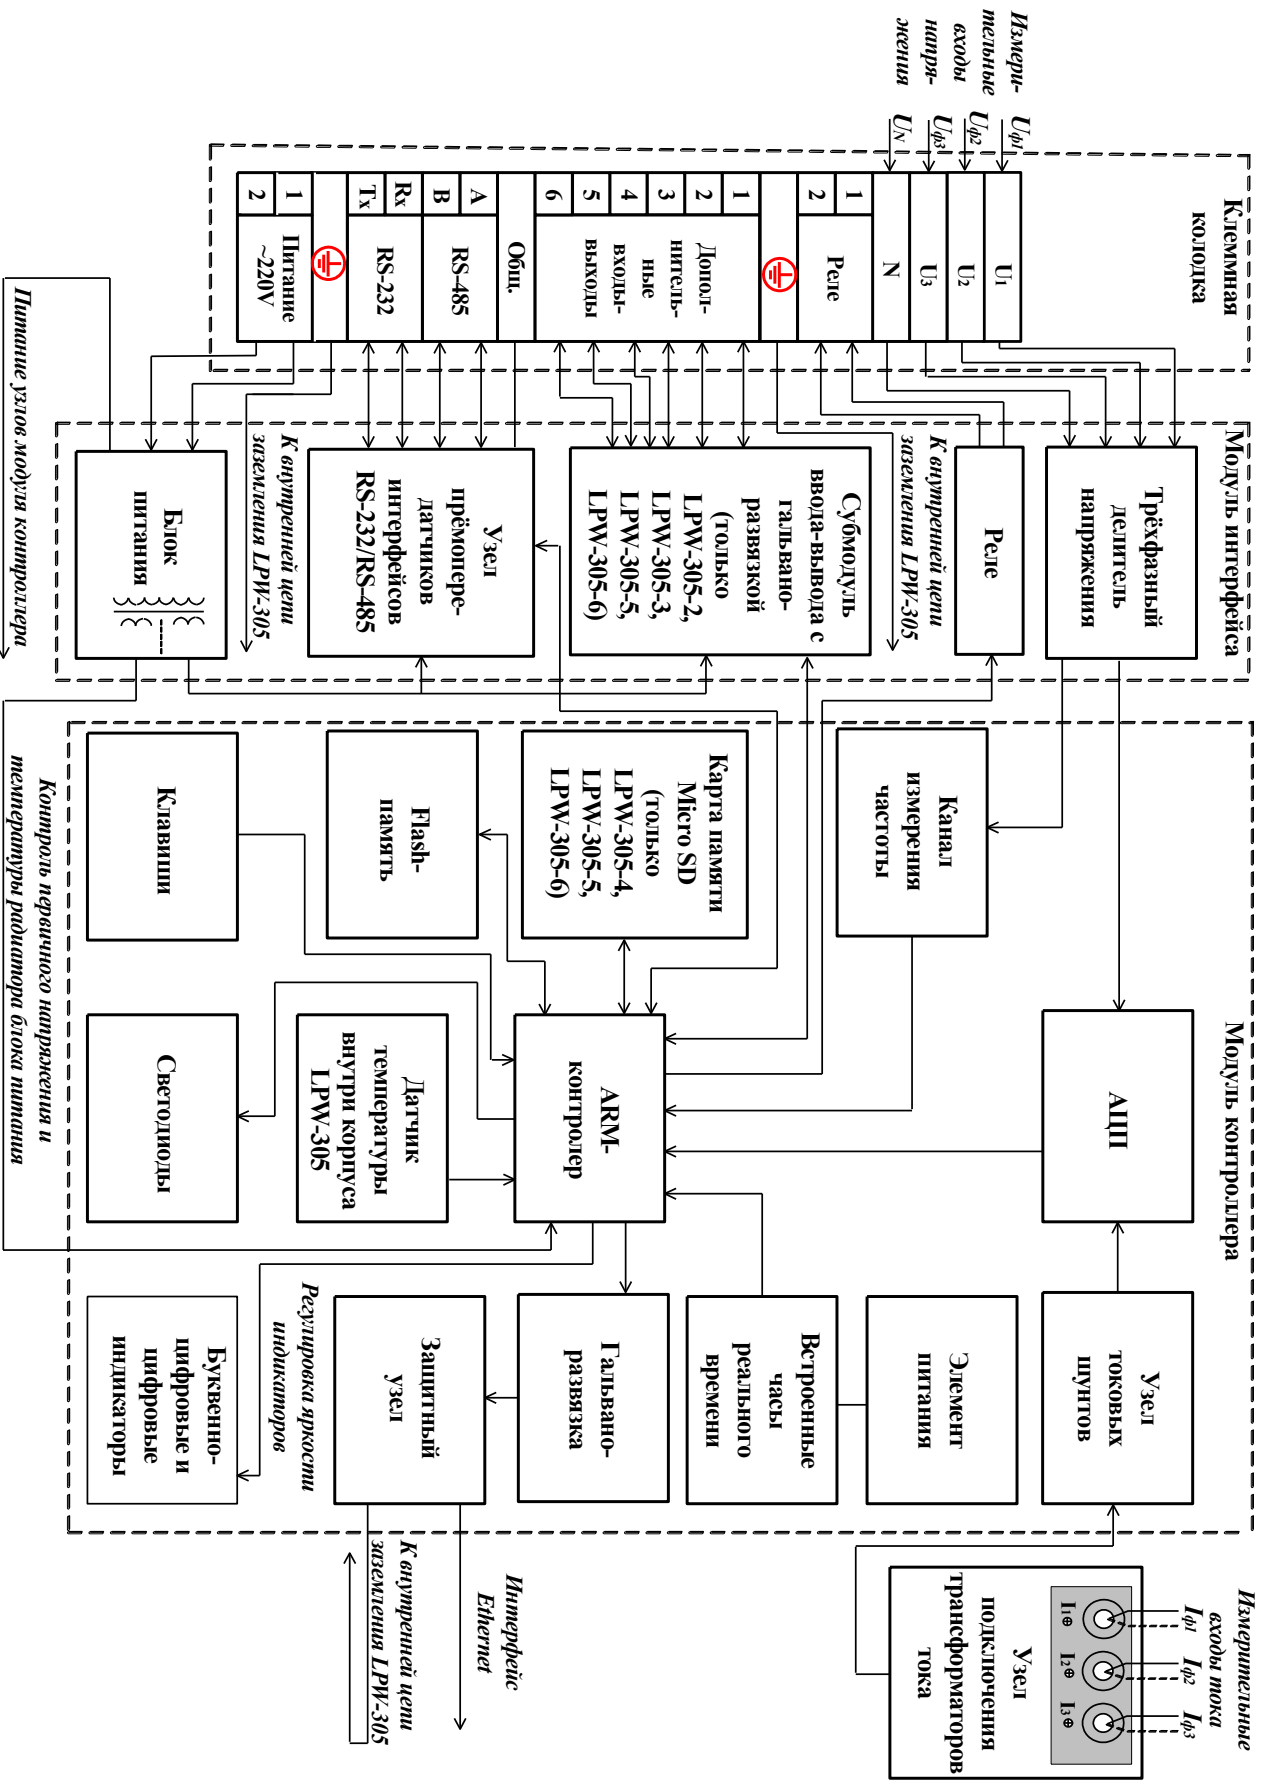 Измери-
тельные
входы
напря-
жения
Uф1
Uф2
Uф3
UN
Клеммная
колодка
U1
U2
U3
N
1
2
Реле
1
2
3
4
5
6
Допол-
нитель-
ные
входы-
выходы
Общ.
A
B
RS-485
Rx
Tx
RS-232
1
2
Питание
~220V
Модуль интерфейса
Трёхфазный
делитель
напряжения
Реле
К внутренней цепи
заземления LPW-305
Субмодуль
ввода-вывода с
гальвано-
развязкой
(только
LPW-305-2,
LPW-305-3,
LPW-305-5,
LPW-305-6)
Узел
прёмопере-
датчиков
интерфейсов
RS-232/RS-485
К внутренней цепи
заземления LPW-305
Блок
питания
Питание узлов модуля контроллера
Модуль контроллера
Канал
измерения
частоты
Карта памяти
Micro SD
(только
LPW-305-4,
LPW-305-5,
LPW-305-6)
Flash-
память
Клавиши
Контроль первичного напряжения и
температуры радиатора блока питания
АЦП
ARM-
контролер
Датчик
температуры
внутри корпуса
LPW-305
Светодиоды
Узел
токовых
шунтов
Элемент
питания
Встроенные
часы
реального
времени
Гальвано-
развязка
Защитный
узел
Регулировка яркости
индикаторов
Буквенно-
цифровые и
цифровые
индикаторы
Измерительные
входы тока
Iф1
Iф2
Iф3
I1⊕
I2⊕
I3⊕
Узел
подключения
трансформаторов
тока
Интерфейс
Ethernet
К внутренней цепи
заземления LPW-305